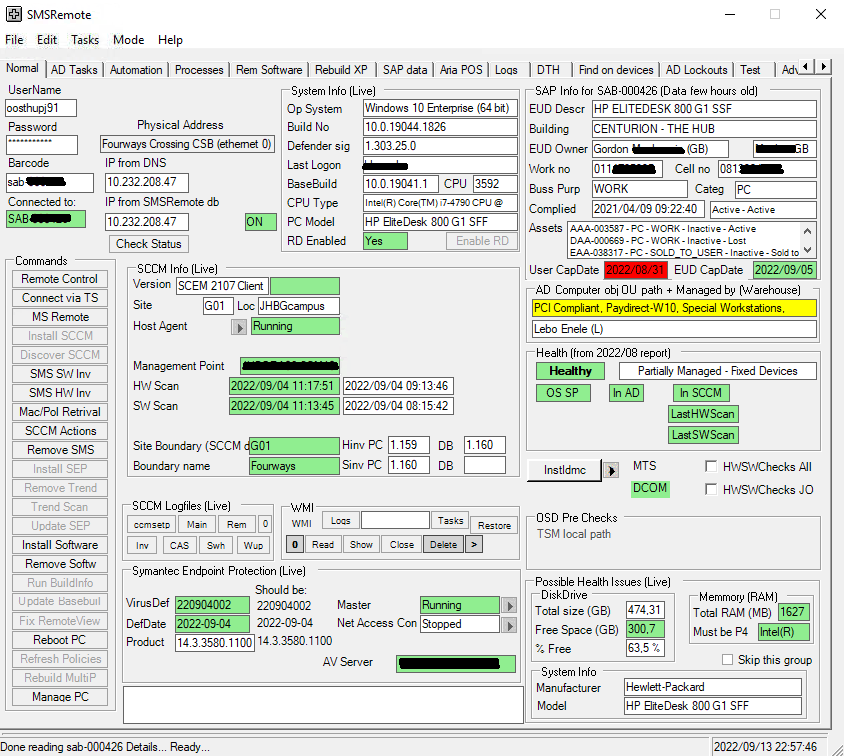 SMSRemote
File Edit Tasks Mode Help
Normal AD Tasks Automation Processes Rem Software Rebuild XP SAP data Aria POS Logs DTH Find on devices AD Lockouts Test Adv
UserName
oosthupj91
Password
***********
Physical Address
Fourways Crossing CSB (ethernet 0)
Barcode
sab-
IP from DNS
10.232.208.47
Connected to:
SAB-
IP from SMSRemote db
10.232.208.47
ON
Check Status
System Info (Live)
Op System Windows 10 Enterprise (64 bit)
Build No 10.0.19044.1826
Defender sig 1.303.25.0
Last Logon
BaseBuild 10.0.19041.1 CPU 3592
CPU Type Intel(R) Core(TM) i7-4790 CPU @
PC Model HP EliteDesk 800 G1 SFF
RD Enabled Yes Enable RD
SAP Info for SAB-000426 (Data few hours old)
EUD Descr HP ELITEDESK 800 G1 SSF
Building CENTURION - THE HUB
EUD Owner Gordon (GB) GB
Work no 011 Cell no 081
Buss Purp WORK Categ PC
Complied 2021/04/09 09:22:40 Active - Active
Assets AAA-003587 - PC - WORK - Inactive - Active
DAA-000669 - PC - WORK - Inactive - Lost
EAA-038317 - PC - SOLD_TO_USER - Inactive - Sold to
User CapDate 2022/08/31 EUD CapDate 2022/09/05
Commands
Remote Control
Connect via TS
MS Remote
Install SCCM
Discover SCCM
SMS SW Inv
SMS HW Inv
Mac/Pol Retrival
SCCM Actions
Remove SMS
Install SEP
Remove Trend
Trend Scan
Update SEP
Install Software
Remove Softw
Run BuildInfo
Update Basebuil
Fix RemoteView
Reboot PC
Refresh Policies
Rebuild MultiP
Manage PC
SCCM Info (Live)
Version SCEM 2107 Client
Site G01 Loc JHBGcampus
Host Agent Running
Management Point
HW Scan 2022/09/04 11:17:51 2022/09/04 09:13:46
SW Scan 2022/09/04 11:13:45 2022/09/04 08:15:42
Site Boundary (SCCM d G01 Hinv PC 1.159 DB 1.160
Boundary name Fourways Sinv PC 1.160 DB
AD Computer obj OU path + Managed by (Warehouse)
PCI Compliant, Paydirect-W10, Special Workstations,
Lebo Enele (L)
Health (from 2022/08 report)
Healthy Partially Managed - Fixed Devices
OS SP In AD In SCCM
LastHWScan
LastSWScan
InstIdmc MTS HWSWChecks All
DCOM HWSWChecks JO
SCCM Logfiles (Live)
ccmsetp Main Rem 0
Inv CAS Swh Wup
WMI
WMI Logs Tasks Restore
0 Read Show Close Delete >
OSD Pre Checks
TSM local path
Symantec Endpoint Protection (Live)
Should be:
VirusDef 220904002 220904002 Master Running
DefDate 2022-09-04 2022-09-04 Net Access Con Stopped
Product 14.3.3580.1100 14.3.3580.1100
AV Server
Possible Health Issues (Live)
DiskDrive
Total size (GB) 474,31
Free Space (GB) 300,7
% Free 63,5 %
Memmory (RAM)
Total RAM (MB) 1627
Must be P4 Intel(R)
Skip this group
System Info
Manufacturer Hewlett-Packard
Model HP EliteDesk 800 G1 SFF
Done reading sab-000426 Details... Ready...
2022/09/13 22:57:46